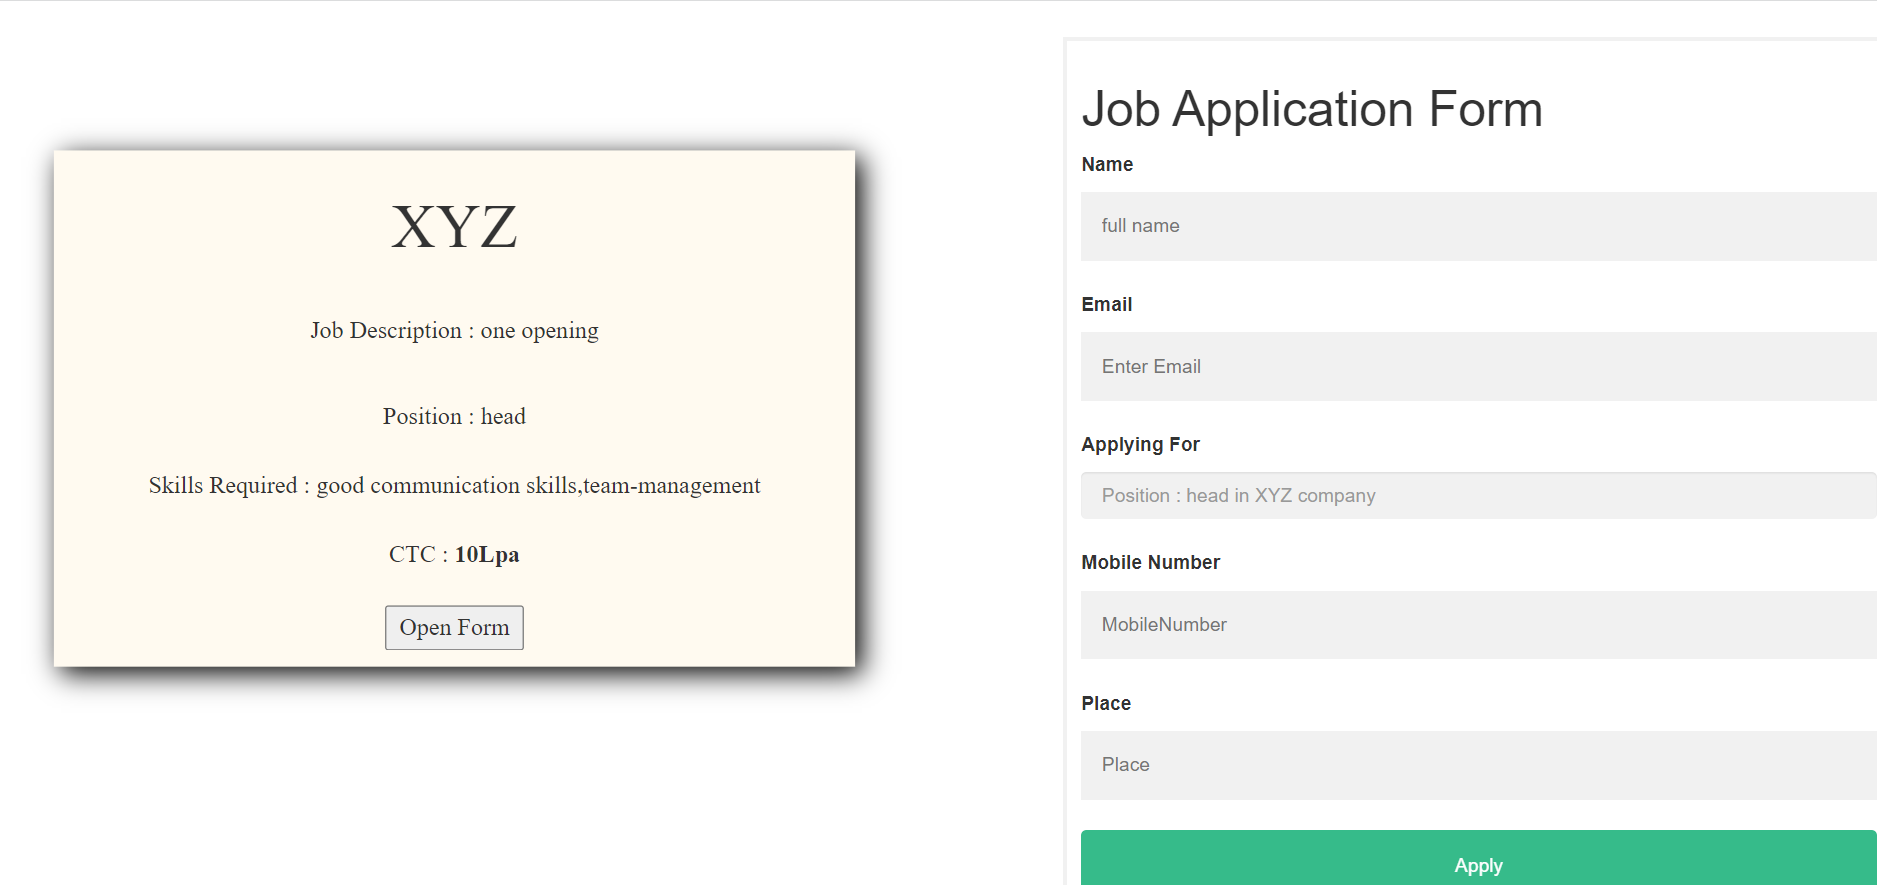 XYZ
Job Description : one opening
Position : head
Skills Required : good communication skills,team-management
CTC : 10Lpa
Open Form
Job Application Form
Name
full name
Email
Enter Email
Applying For
Position : head in XYZ company
Mobile Number
MobileNumber
Place
Place
Apply